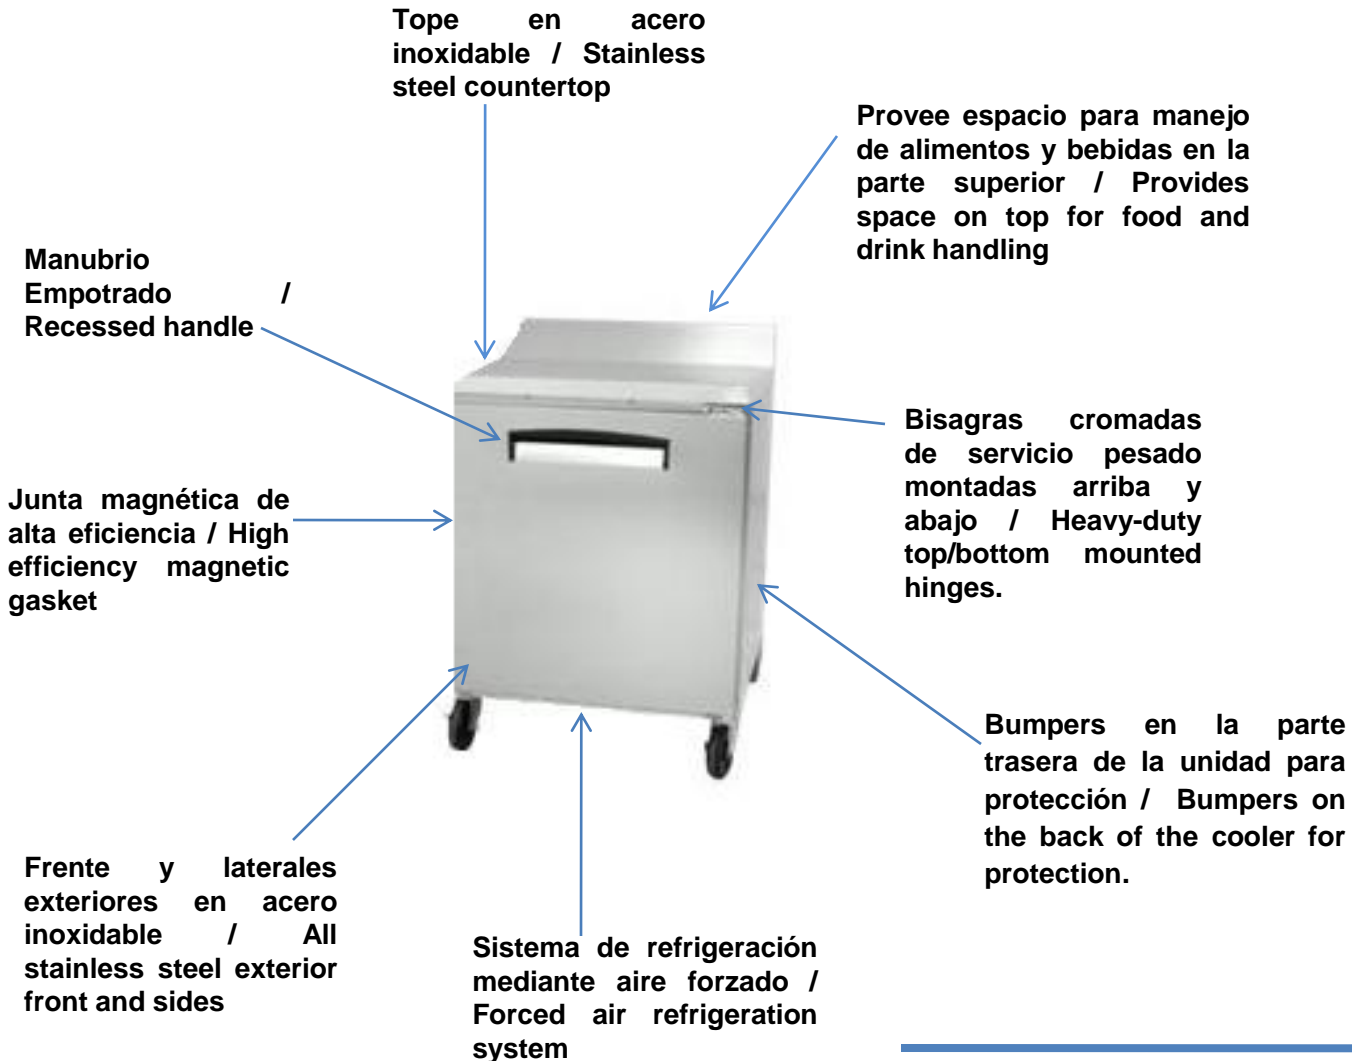 Tope en acero
inoxidable / Stainless
steel countertop
Provee espacio para manejo
de alimentos y bebidas en la
parte superior / Provides
space on top for food and
drink handling
Manubrio
Empotrado /
Recessed handle
Bisagras cromadas
de servicio pesado
montadas arriba y
abajo / Heavy-duty
top/bottom mounted
hinges.
Junta magnética de
alta eficiencia / High
efficiency magnetic
gasket
Bumpers en la parte
trasera de la unidad para
protección / Bumpers on
the back of the cooler for
protection.
Frente y laterales
exteriores en acero
inoxidable / All
stainless steel exterior
front and sides
Sistema de refrigeración
mediante aire forzado /
Forced air refrigeration
system